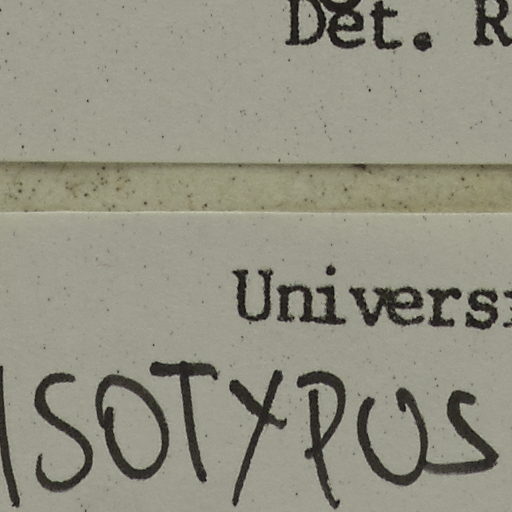 Det. R
Univers
ISOTYPUS